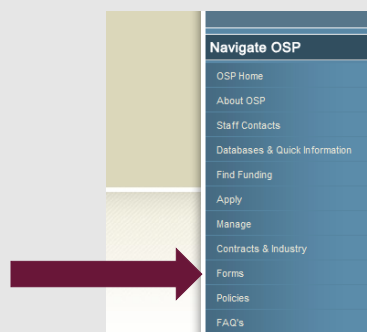 Navigate OSP
OSP Home
About OSP
Staff Contacts
Databases & Quick Information
Find Funding
Apply
Manage
Contracts & Industry
Forms
Policies
FAQ's